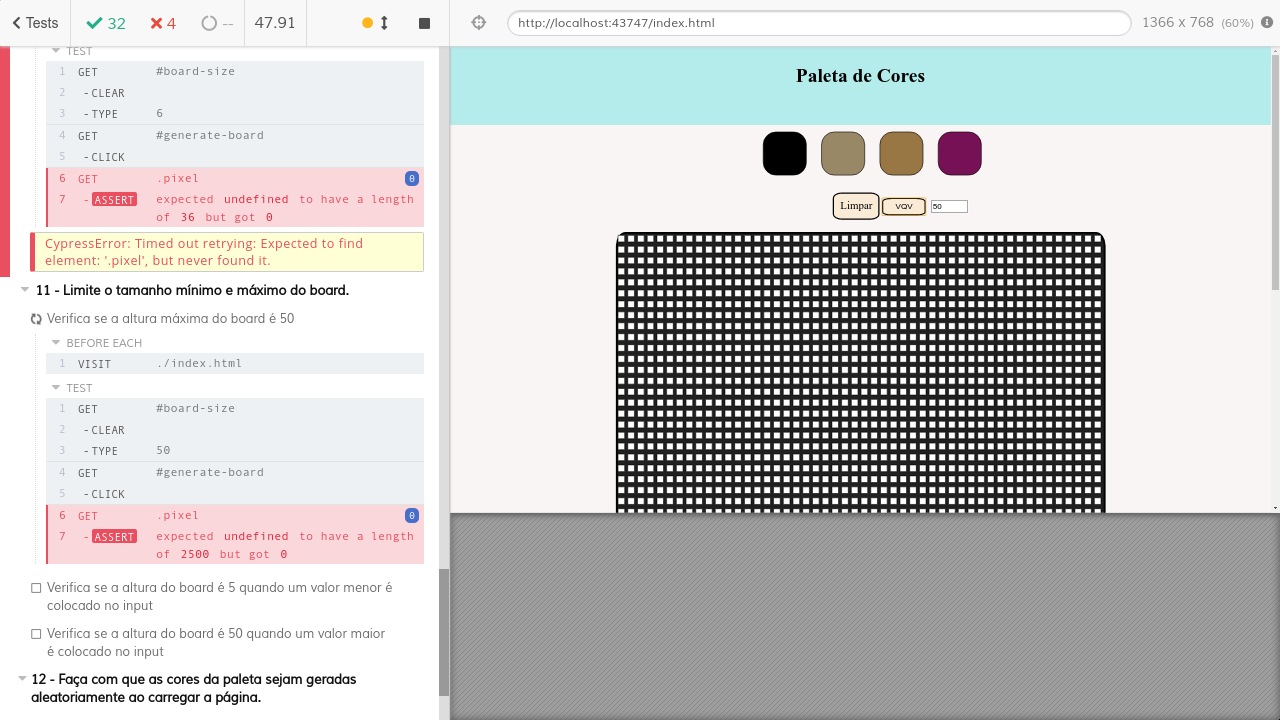 Tests 32 4 -- 47.91
http://localhost:43747/index.html 1366 x 768 (60%)
TEST
1 GET #board-size
2 -CLEAR
3 -TYPE 6
4 GET #generate-board
5 -CLICK
6 GET .pixel 0
7 -ASSERT expected undefined to have a length
of 36 but got 0
CypressError: Timed out retrying: Expected to find
element: '.pixel', but never found it.
11 - Limite o tamanho mínimo e máximo do board.
Verifica se a altura máxima do board é 50
BEFORE EACH
1 VISIT ./index.html
TEST
1 GET #board-size
2 -CLEAR
3 -TYPE 50
4 GET #generate-board
5 -CLICK
6 GET .pixel 0
7 -ASSERT expected undefined to have a length
of 2500 but got 0
Verifica se a altura do board é 5 quando um valor menor é
colocado no input
Verifica se a altura do board é 50 quando um valor maior
é colocado no input
12 - Faça com que as cores da paleta sejam geradas
aleatoriamente ao carregar a página.
Paleta de Cores
Limpar VQV 50